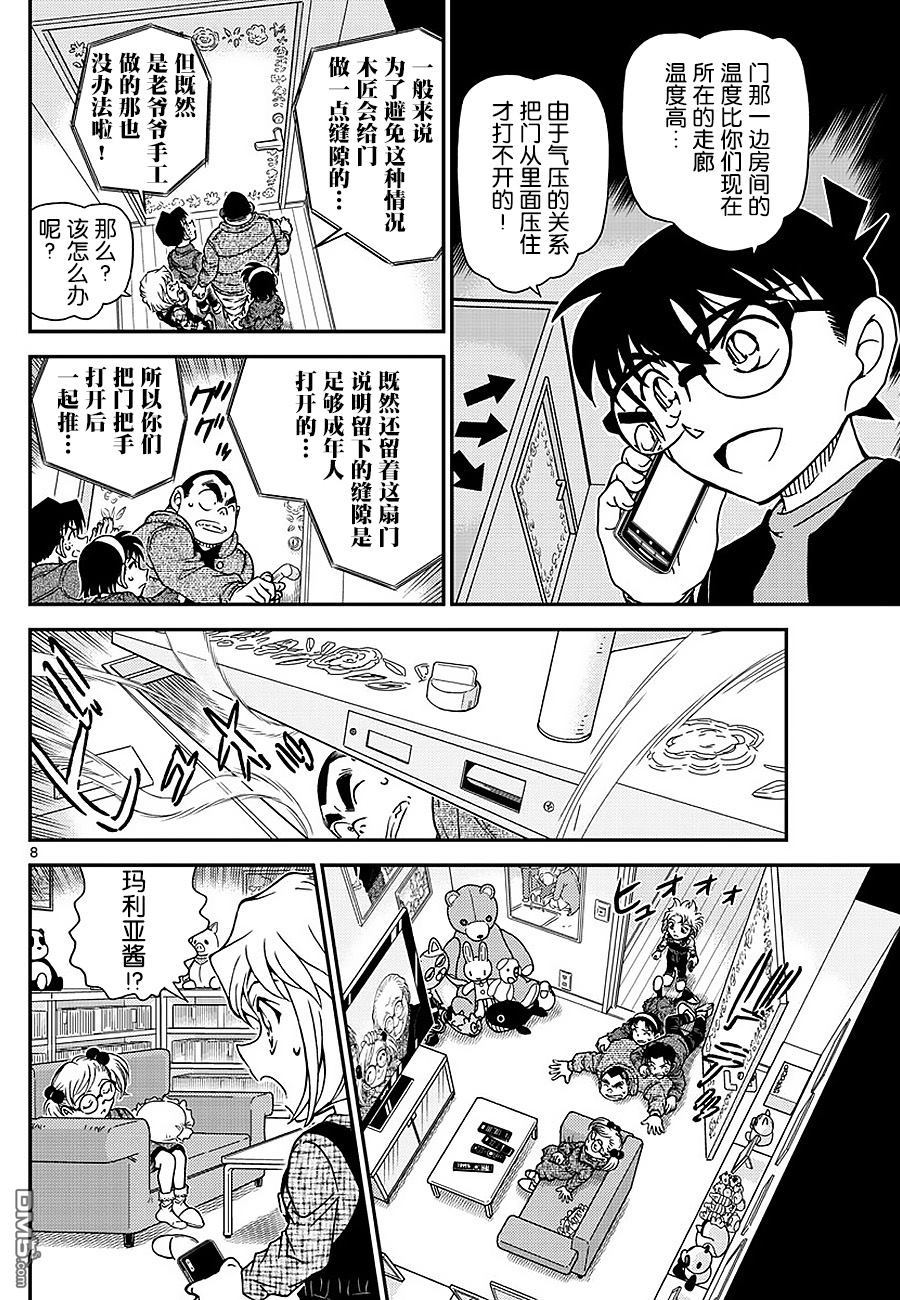 门那一边房间的
温度比你们现在
所在的走廊
温度高…
由于气压的关系
把门从里面压住
才打不开的！
一般来说
为了避免这种情况
木匠会给门
做一点缝隙的…
但既然
是老爷爷手工
做的那也
没办法啦！
那么？
该怎么办
呢？
既然还留着这扇门
说明留下的缝隙是
足够成年人
打开的…
所以你们
把门把手
打开后
一起推…
グググ
8
玛利亚酱!?
DM5.com